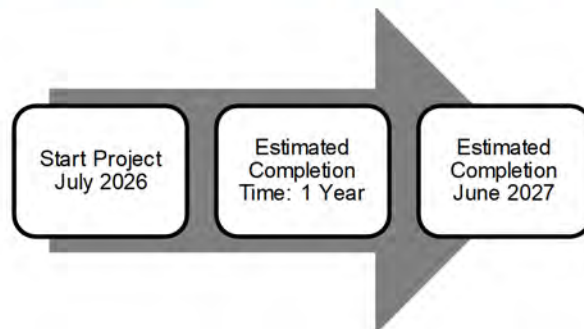 Start Project
July 2026
Estimated
Completion
Time: 1 Year
Estimated
Completion
June 2027